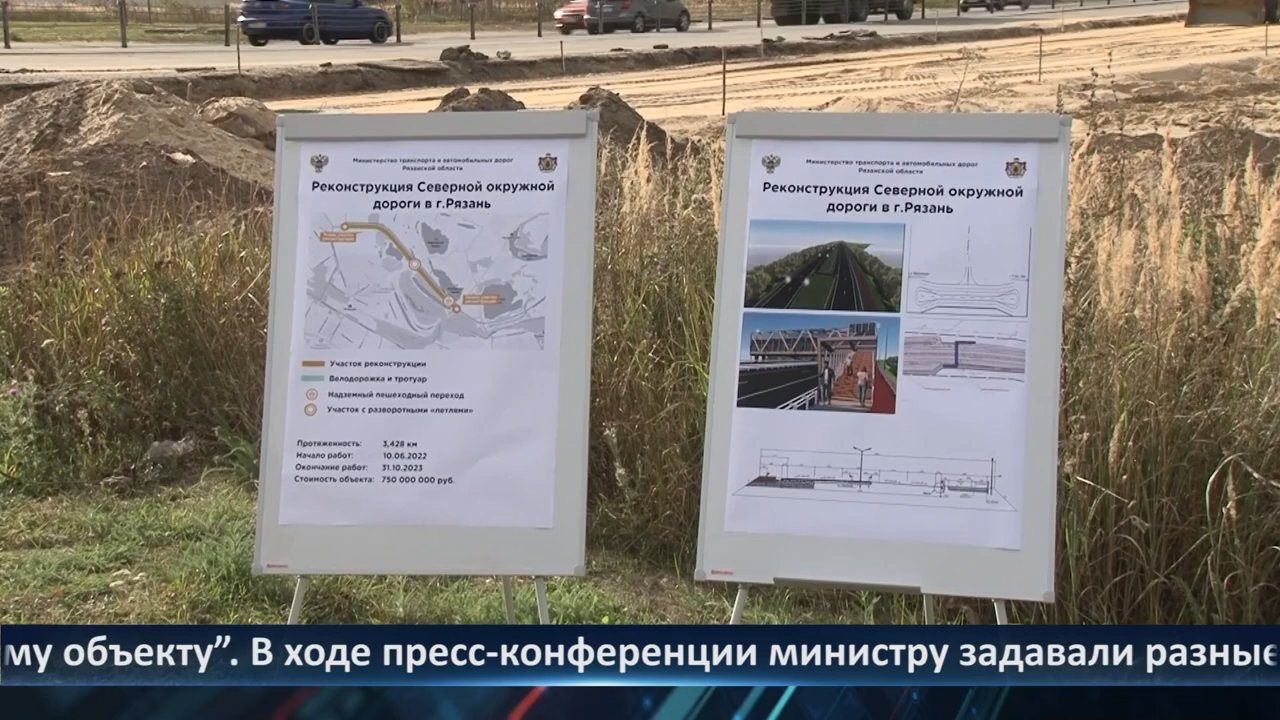 Министерство транспорта и автомобильных дорог
Рязанской области
Реконструкция Северной окружной
дороги в г.Рязань
Участок реконструкции
Велодорожка и тротуар
Надземный пешеходный переход
Участок с разворотными «петлями»
Протяженность: 3,428 км
Начало работ: 10.06.2022
Окончание работ: 31.10.2023
Стоимость объекта: 750 000 000 руб.
Министерство транспорта и автомобильных дорог
Рязанской области
Реконструкция Северной окружной
дороги в г.Рязань
му объекту”. В ходе пресс-конференции министру задавали разные